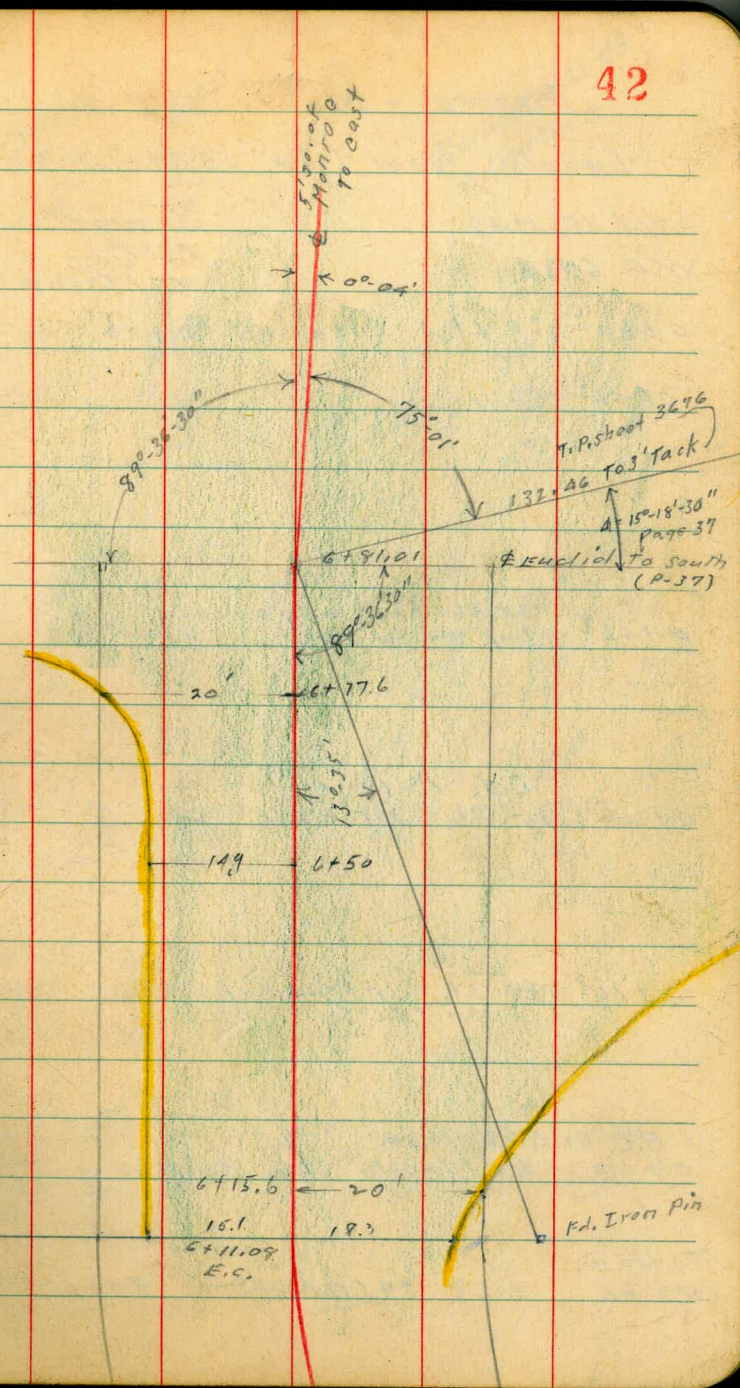 42
5' So. of
℄ Monroe
To East
0°-04'
89°-36'-30"
75°-01'
T.P. sheet 3676
132.46 To 3' Tack
Δ=15°-18'-30"
Page 37
6+81.01
℄ Euclid To South
(P-37)
89°-36'30"
20'
6+77.6
13°35'
14.9
6+50
6+15.6
20'
15.1
18.3
Fd. Iron Pin
6+11.08
E.C.